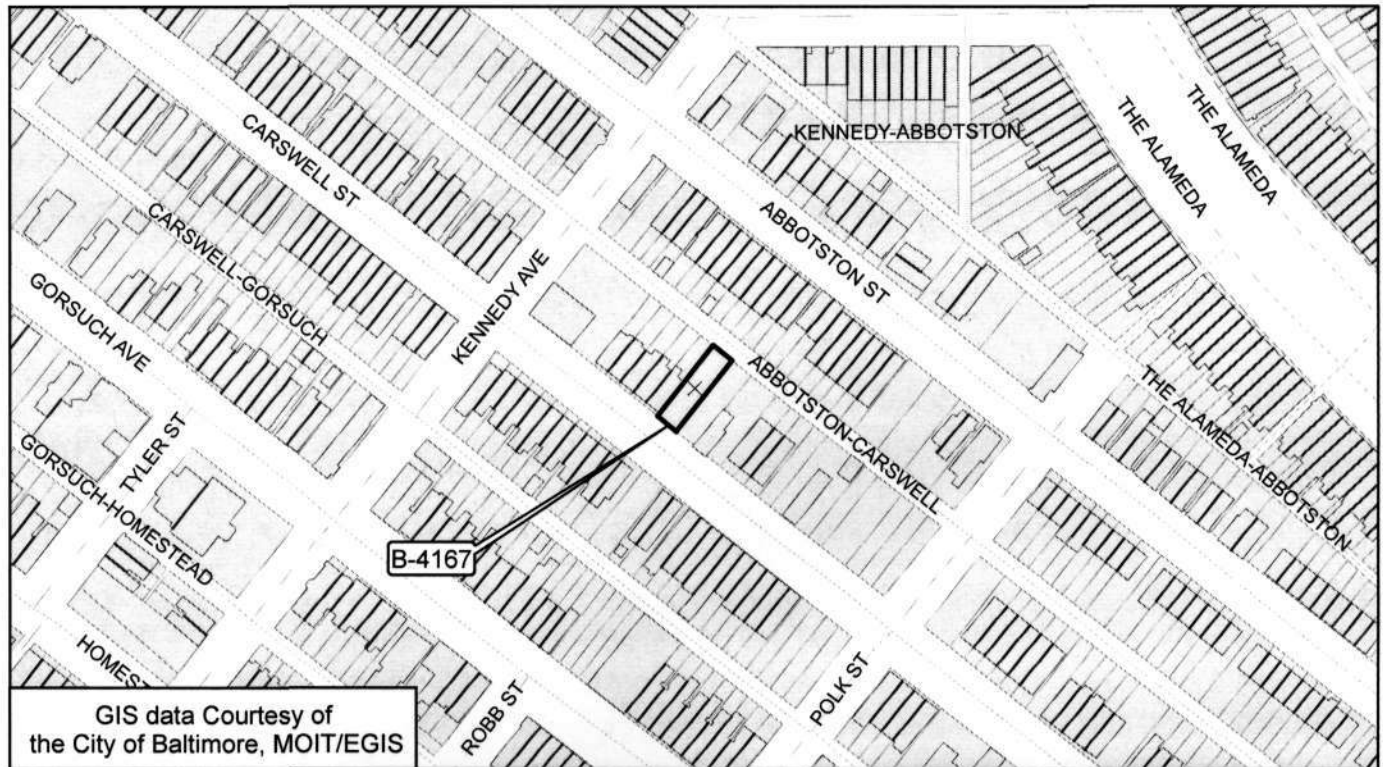 KENNEDY-ABBOTSTON
THE ALAMEDA
THE ALAMEDA
CARSWELL ST
ABBOTSTON ST
CARSWELL-GORSUCH
KENNEDY AVE
GORSUCH AVE
ABBOTSTON-CARSWELL
THE ALAMEDA-ABBOTSTON
TYLER ST
GORSUCH-HOMESTEAD
B-4167
HOMEST
POLK ST
ROBB ST
GIS data Courtesy of
the City of Baltimore, MOIT/EGIS